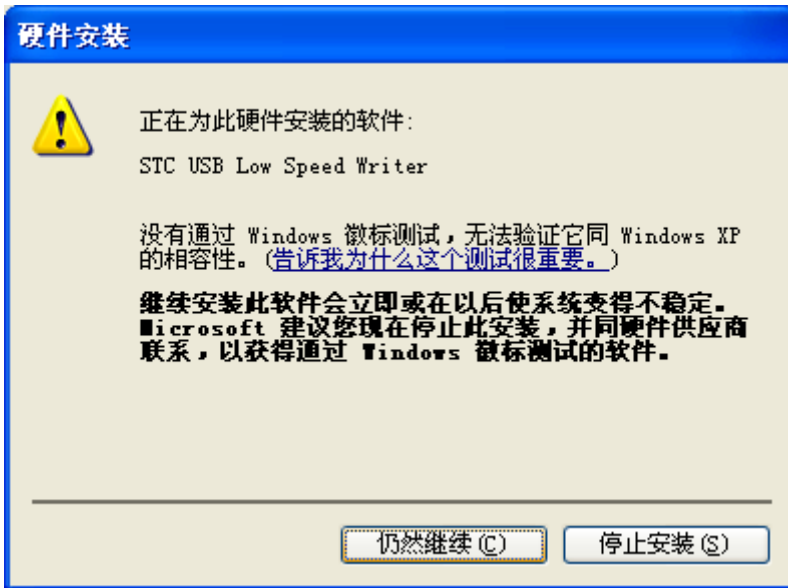 硬件安装
正在为此硬件安装的软件:
STC USB Low Speed Writer
没有通过 Windows 徽标测试，无法验证它同 Windows XP
的相容性。(告诉我为什么这个测试很重要。)
继续安装此软件会立即或在以后使系统变得不稳定。
Microsoft 建议您现在停止此安装，并同硬件供应商
联系，以获得通过 Windows 徽标测试的软件。
仍然继续(C) 停止安装(S)